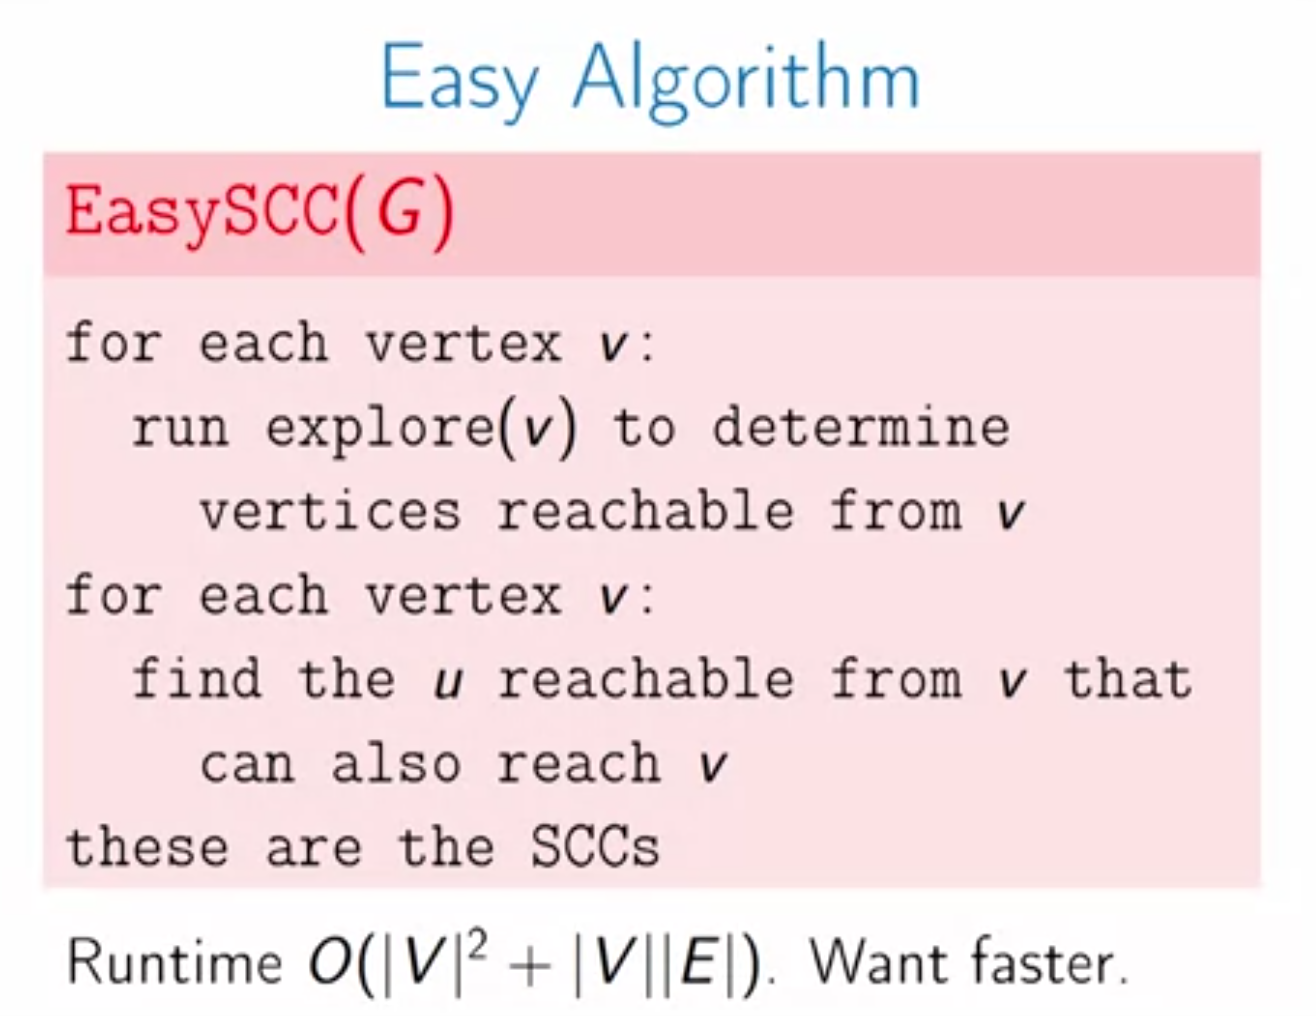 Easy Algorithm
EasySCC(G)
for each vertex v:
run explore(v) to determine
vertices reachable from v
for each vertex v:
find the u reachable from v that
can also reach v
these are the SCCs
Runtime O(|V|² + |V||E|). Want faster.